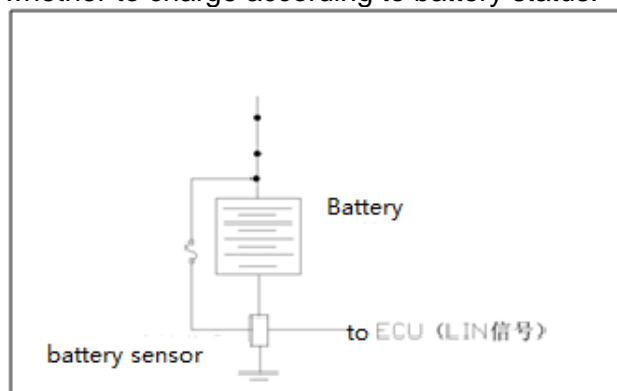 whether to charge according to battery status.
Battery
to ECU (LIN信号)
battery sensor